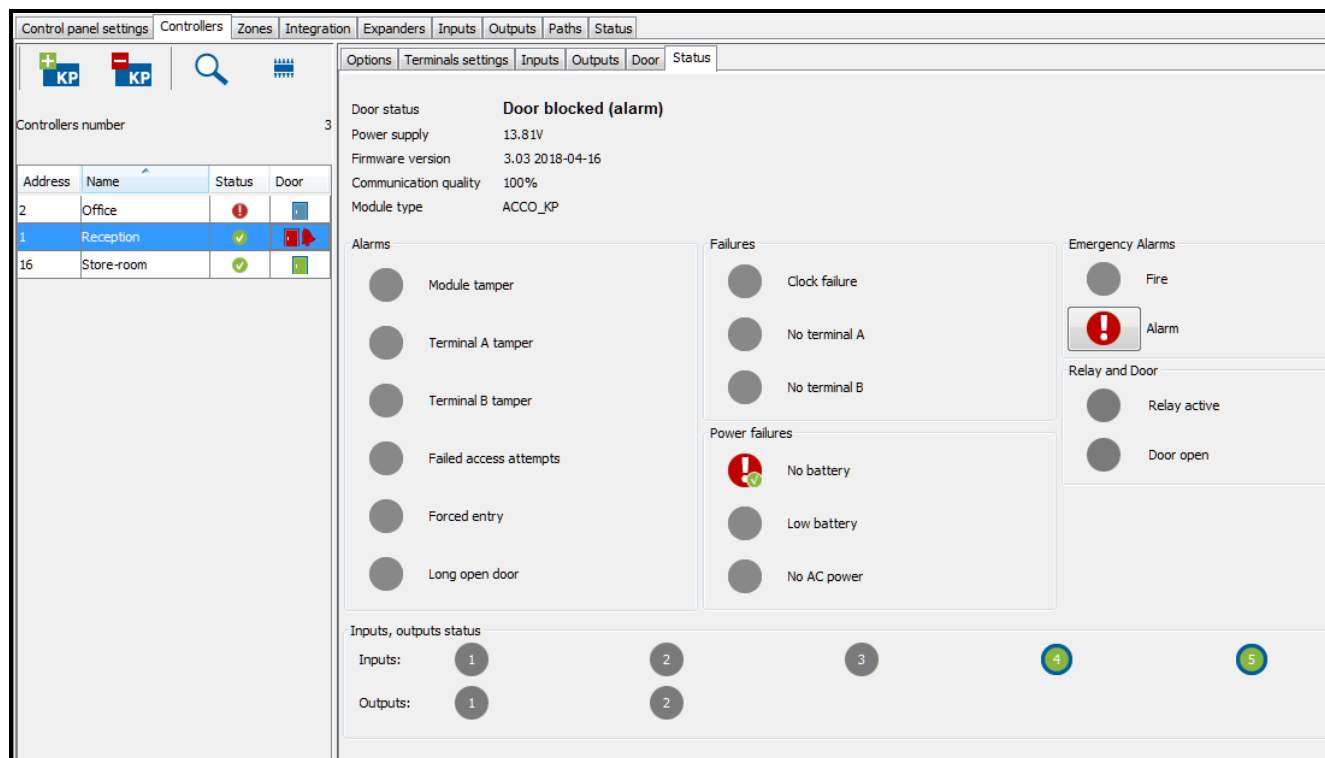 Control panel settings Controllers Zones Integration Expanders Inputs Outputs Paths Status
KP KP
Controllers number 3
Address Name Status Door
2 Office
1 Reception
16 Store-room
Options Terminals settings Inputs Outputs Door Status
Door status Door blocked (alarm)
Power supply 13.81V
Firmware version 3.03 2018-04-16
Communication quality 100%
Module type ACCO_KP
Alarms
Module tamper
Terminal A tamper
Terminal B tamper
Failed access attempts
Forced entry
Long open door
Failures
Clock failure
No terminal A
No terminal B
Power failures
No battery
Low battery
No AC power
Emergency Alarms
Fire
Alarm
Relay and Door
Relay active
Door open
Inputs, outputs status
Inputs: 1 2 3 4 5
Outputs: 1 2